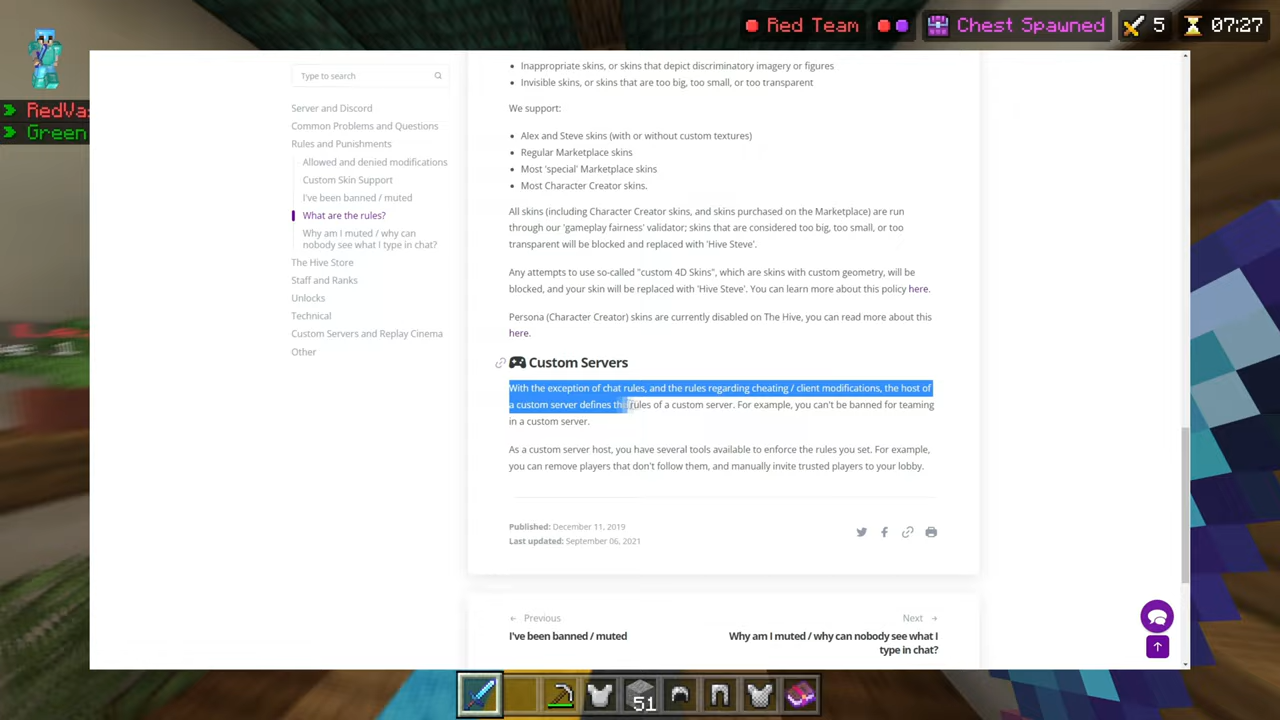 Red Team
Chest Spawned
5
07:27
RedVa
Green
Type to search
Server and Discord
Common Problems and Questions
Rules and Punishments
Allowed and denied modifications
Custom Skin Support
I've been banned / muted
What are the rules?
Why am I muted / why can
nobody see what I type in chat?
The Hive Store
Staff and Ranks
Unlocks
Technical
Custom Servers and Replay Cinema
Other
Inappropriate skins, or skins that depict discriminatory imagery or figures
Invisible skins, or skins that are too big, too small, or too transparent
We support:
Alex and Steve skins (with or without custom textures)
Regular Marketplace skins
Most 'special' Marketplace skins
Most Character Creator skins.
All skins (including Character Creator skins, and skins purchased on the Marketplace) are run
through our 'gameplay fairness' validator; skins that are considered too big, too small, or too
transparent will be blocked and replaced with 'Hive Steve'.
Any attempts to use so-called "custom 4D Skins", which are skins with custom geometry, will be
blocked, and your skin will be replaced with 'Hive Steve'. You can learn more about this policy here.
Persona (Character Creator) skins are currently disabled on The Hive, you can read more about this
here.
Custom Servers
With the exception of chat rules, and the rules regarding cheating / client modifications, the host of
a custom server defines the rules of a custom server. For example, you can't be banned for teaming
in a custom server.
As a custom server host, you have several tools available to enforce the rules you set. For example,
you can remove players that don't follow them, and manually invite trusted players to your lobby.
Published: December 11, 2019
Last updated: September 06, 2021
Previous
I've been banned / muted
Next
Why am I muted / why can nobody see what I
type in chat?
51